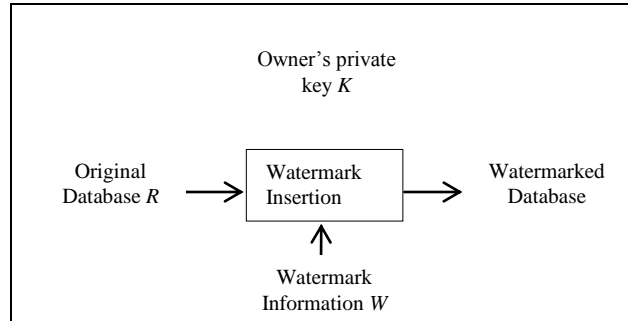 Owner's private
key K
Original
Database R
Watermark
Insertion
Watermarked
Database
Watermark
Information W